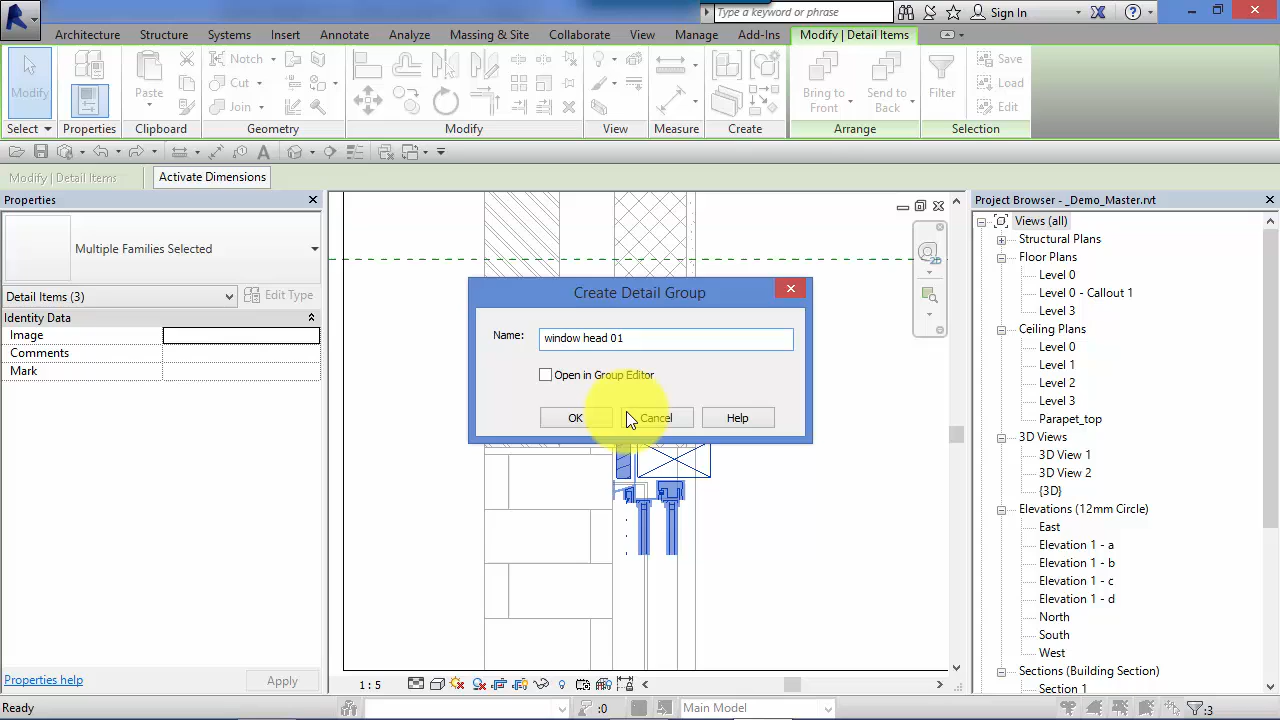 Type a keyword or phrase
Sign In
Architecture Structure Systems Insert Annotate Analyze Massing & Site Collaborate View Manage Add-Ins Modify | Detail Items
Modify
Paste
Notch
Cut
Join
Bring to Front
Send to Back
Filter
Save
Load
Edit
Select Properties Clipboard Geometry Modify View Measure Create Arrange Selection
Modify | Detail Items
Activate Dimensions
Properties
Multiple Families Selected
Detail Items (3)
Edit Type
Identity Data
Image
Comments
Mark
Properties help
Apply
2D
Create Detail Group
Name:
window head 01
Open in Group Editor
OK
Cancel
Help
1 : 5
Project Browser - _Demo_Master.rvt
Views (all)
Structural Plans
Floor Plans
Level 0
Level 0 - Callout 1
Level 3
Ceiling Plans
Level 0
Level 1
Level 2
Level 3
Parapet_top
3D Views
3D View 1
3D View 2
{3D}
Elevations (12mm Circle)
East
Elevation 1 - a
Elevation 1 - b
Elevation 1 - c
Elevation 1 - d
North
South
West
Sections (Building Section)
Section 1
Ready
:0
Main Model
:3